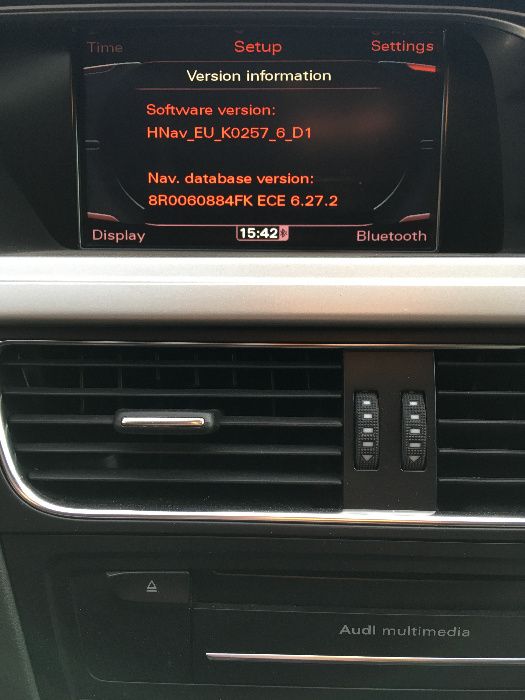 Time Setup Settings
Version information
Software version:
HNav_EU_K0257_6_D1
Nav. database version:
8R0060884FK ECE 6.27.2
Display 15:42 Bluetooth
Audi multimedia